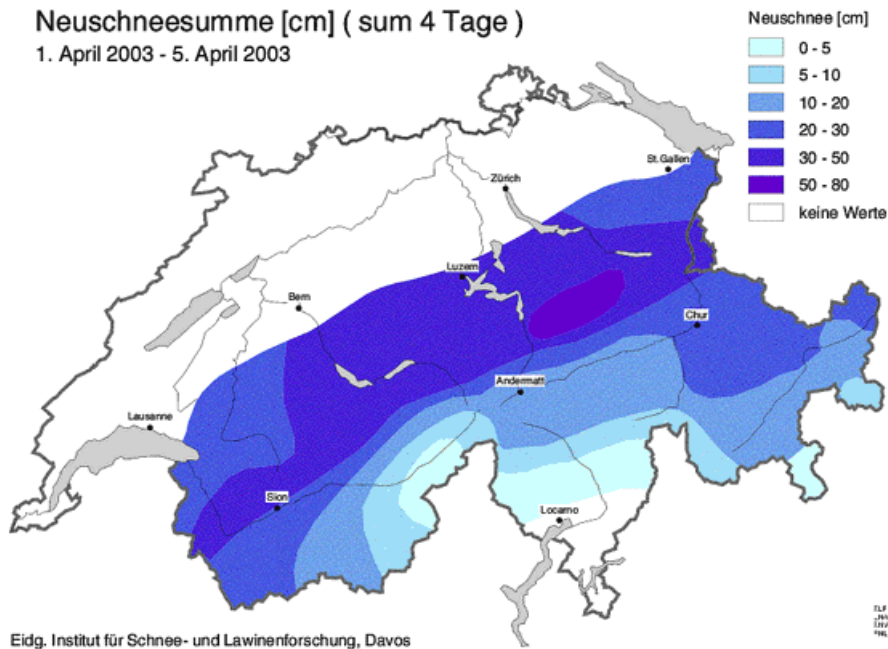 Neuschneesumme [cm] ( sum 4 Tage )
1. April 2003 - 5. April 2003
Neuschnee [cm]
0 - 5
5 - 10
10 - 20
20 - 30
30 - 50
50 - 80
keine Werte
St.Gallen
Zürich
Luzern
Bern
Chur
Andermatt
Lausanne
Sion
Locarno
Eidg. Institut für Schnee- und Lawinenforschung, Davos